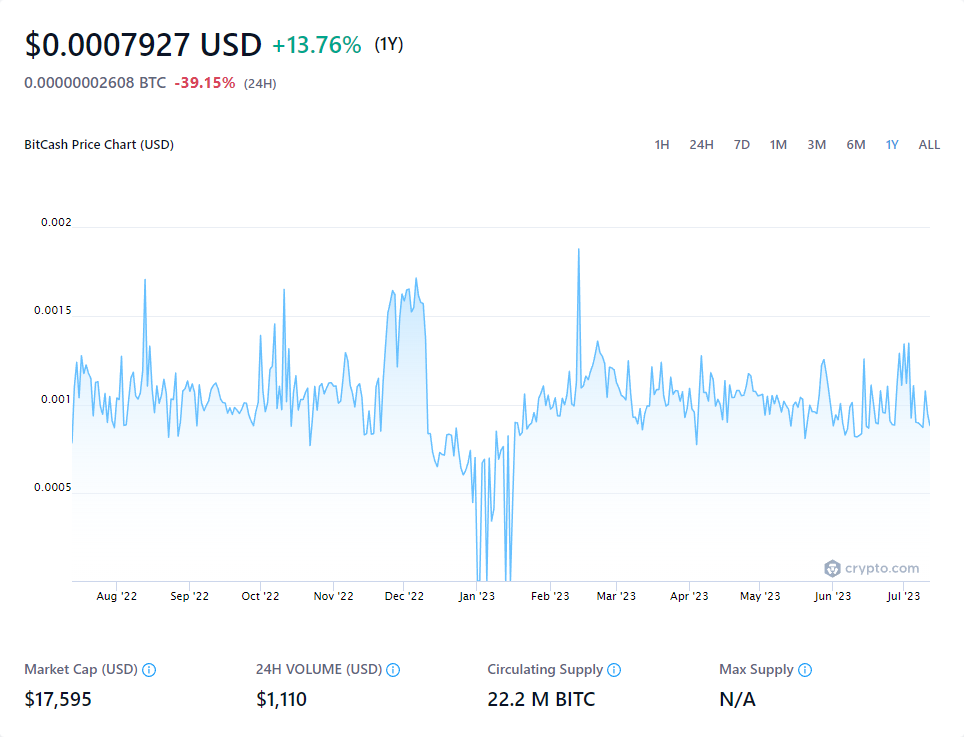 $0.0007927 USD +13.76% (1Y)
0.00000002608 BTC -39.15% (24H)
BitCash Price Chart (USD)
1H 24H 7D 1M 3M 6M 1Y ALL
0.002
0.0015
0.001
0.0005
crypto.com
Aug '22 Sep '22 Oct '22 Nov '22 Dec '22 Jan '23 Feb '23 Mar '23 Apr '23 May '23 Jun '23 Jul '23
Market Cap (USD) 24H VOLUME (USD) Circulating Supply Max Supply
$17,595 $1,110 22.2 M BITC N/A